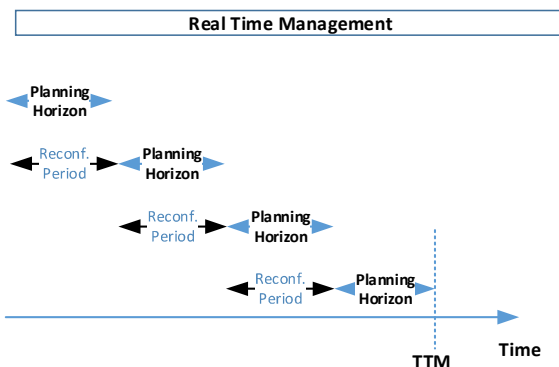 Real Time Management
Planning
Horizon
Reconf.
Period
Planning
Horizon
Reconf.
Period
Planning
Horizon
Reconf.
Period
Planning
Horizon
Time
TTM